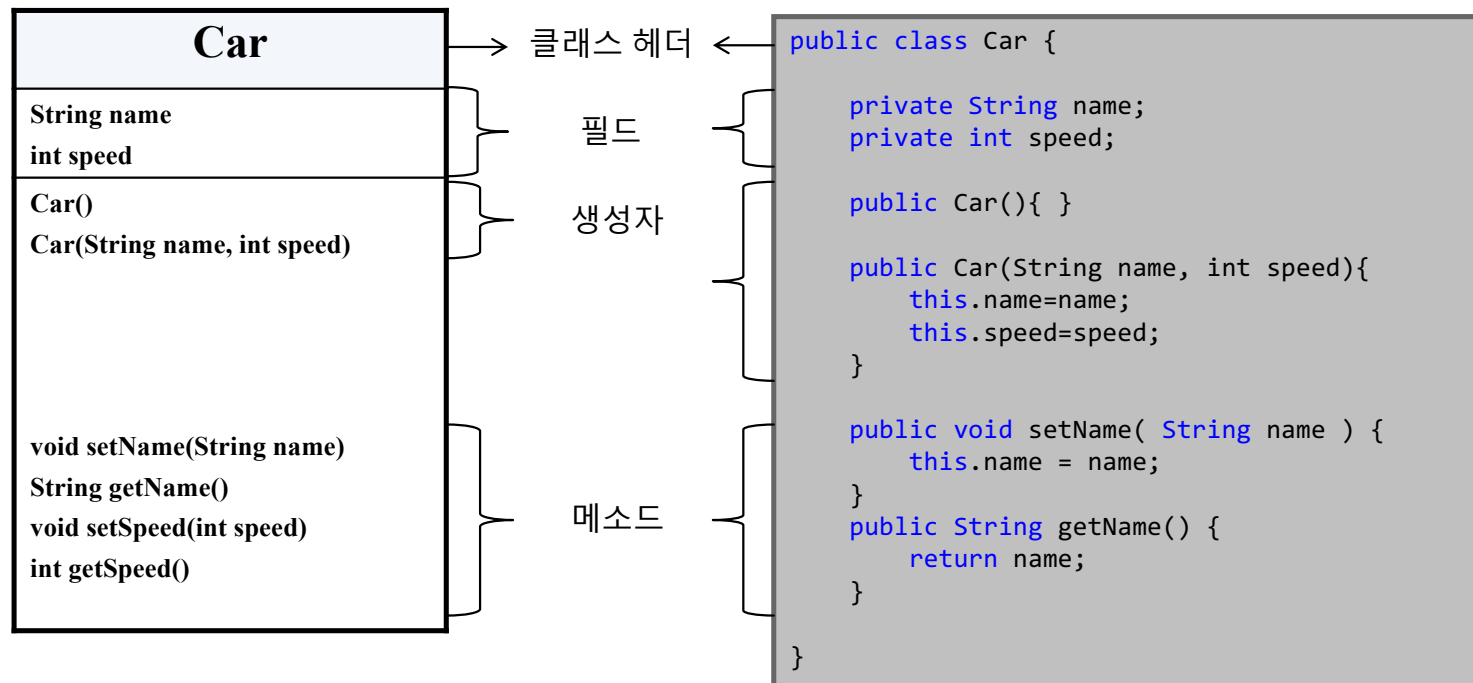 Car
String name
int speed
Car()
Car(String name, int speed)
void setName(String name)
String getName()
void setSpeed(int speed)
int getSpeed()
클래스 헤더
필드
생성자
메소드
public class Car {
private String name;
private int speed;
public Car(){ }
public Car(String name, int speed){
this.name=name;
this.speed=speed;
}
public void setName( String name ) {
this.name = name;
}
public String getName() {
return name;
}
}